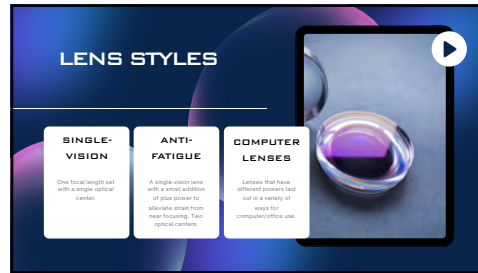 LENS STYLES
SINGLE-
VISION
One focal length set
with a single optical
center.
ANTI-
FATIGUE
A single-vision lens
with a small addition
of plus power to
alleviate strain from
near focusing. Two
optical centers.
COMPUTER
LENSES
Lenses that have
different powers laid
out in a variety of
ways for
computer/office use.